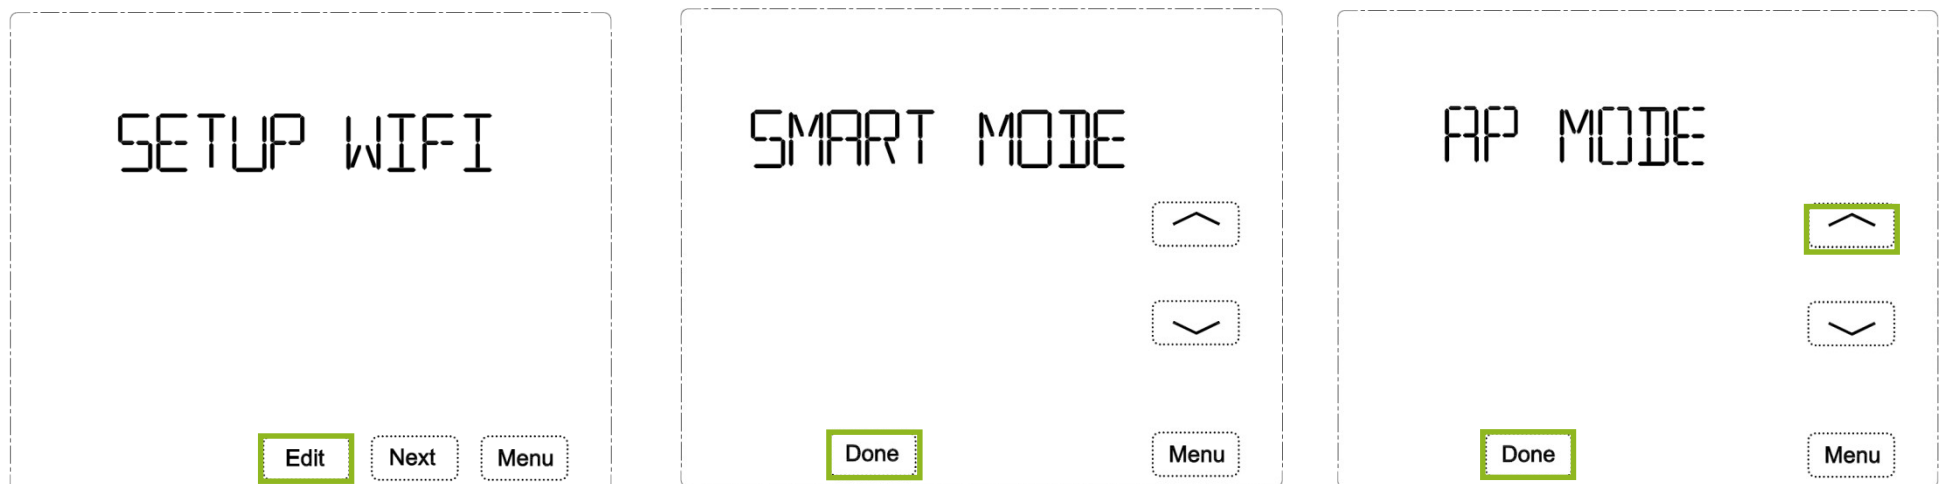 SETUP WIFI
Edit Next Menu
SMART MODE
Done Menu
AP MODE
Done Menu